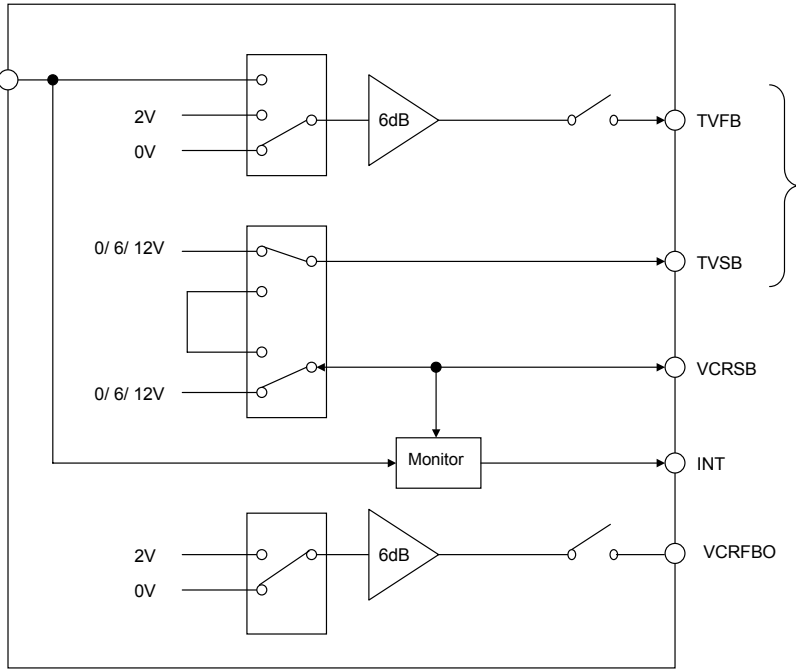 2V
0V
6dB
TVFB
0/ 6/ 12V
TVSB
VCRSB
0/ 6/ 12V
Monitor
INT
2V
0V
6dB
VCRFBO